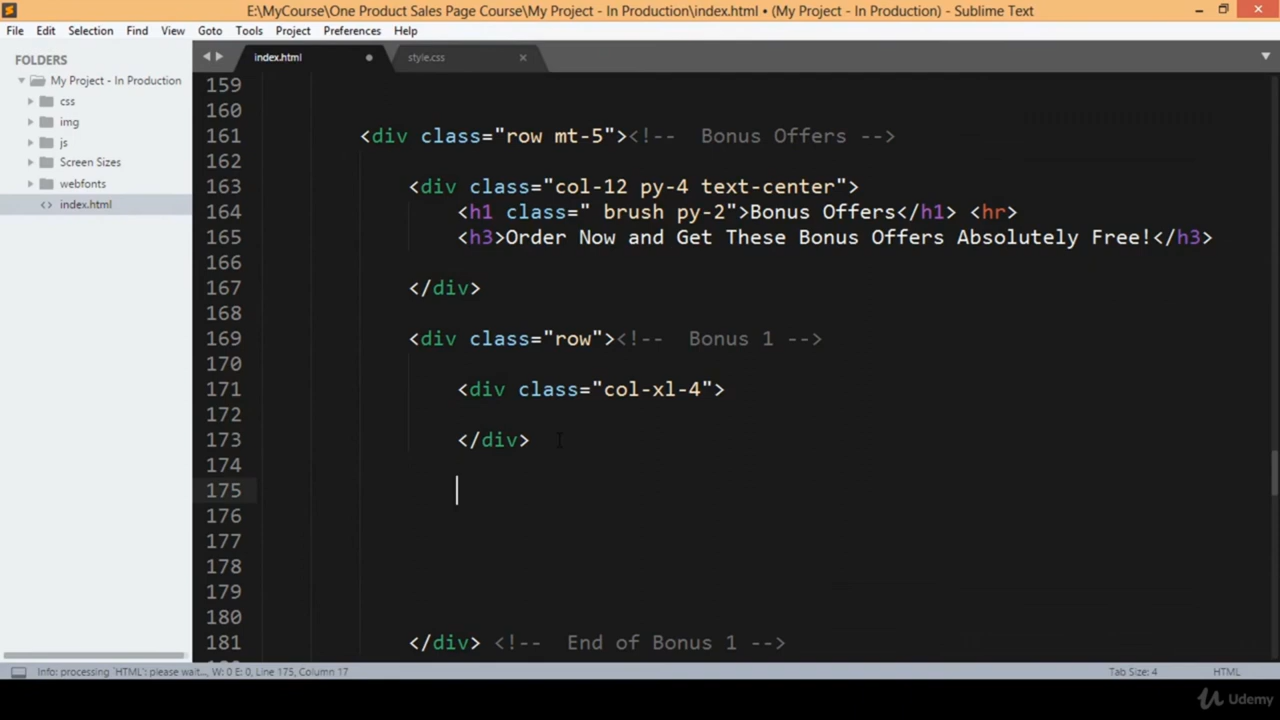 E:\MyCourse\One Product Sales Page Course\My Project - In Production\index.html • (My Project - In Production) - Sublime Text
File Edit Selection Find View Goto Tools Project Preferences Help
FOLDERS
My Project - In Production
css
img
js
Screen Sizes
webfonts
<> index.html
index.html
style.css
159
160
161 <div class="row mt-5"><!-- Bonus Offers -->
162
163 <div class="col-12 py-4 text-center">
164 <h1 class=" brush py-2">Bonus Offers</h1> <hr>
165 <h3>Order Now and Get These Bonus Offers Absolutely Free!</h3>
166
167 </div>
168
169 <div class="row"><!-- Bonus 1 -->
170
171 <div class="col-xl-4">
172
173 </div>
174
175
176
177
178
179
180
181 </div> <!-- End of Bonus 1 -->
Info: processing `HTML`: please wait..., W: 0 E: 0, Line 175, Column 17
Tab Size: 4
HTML
Udemy